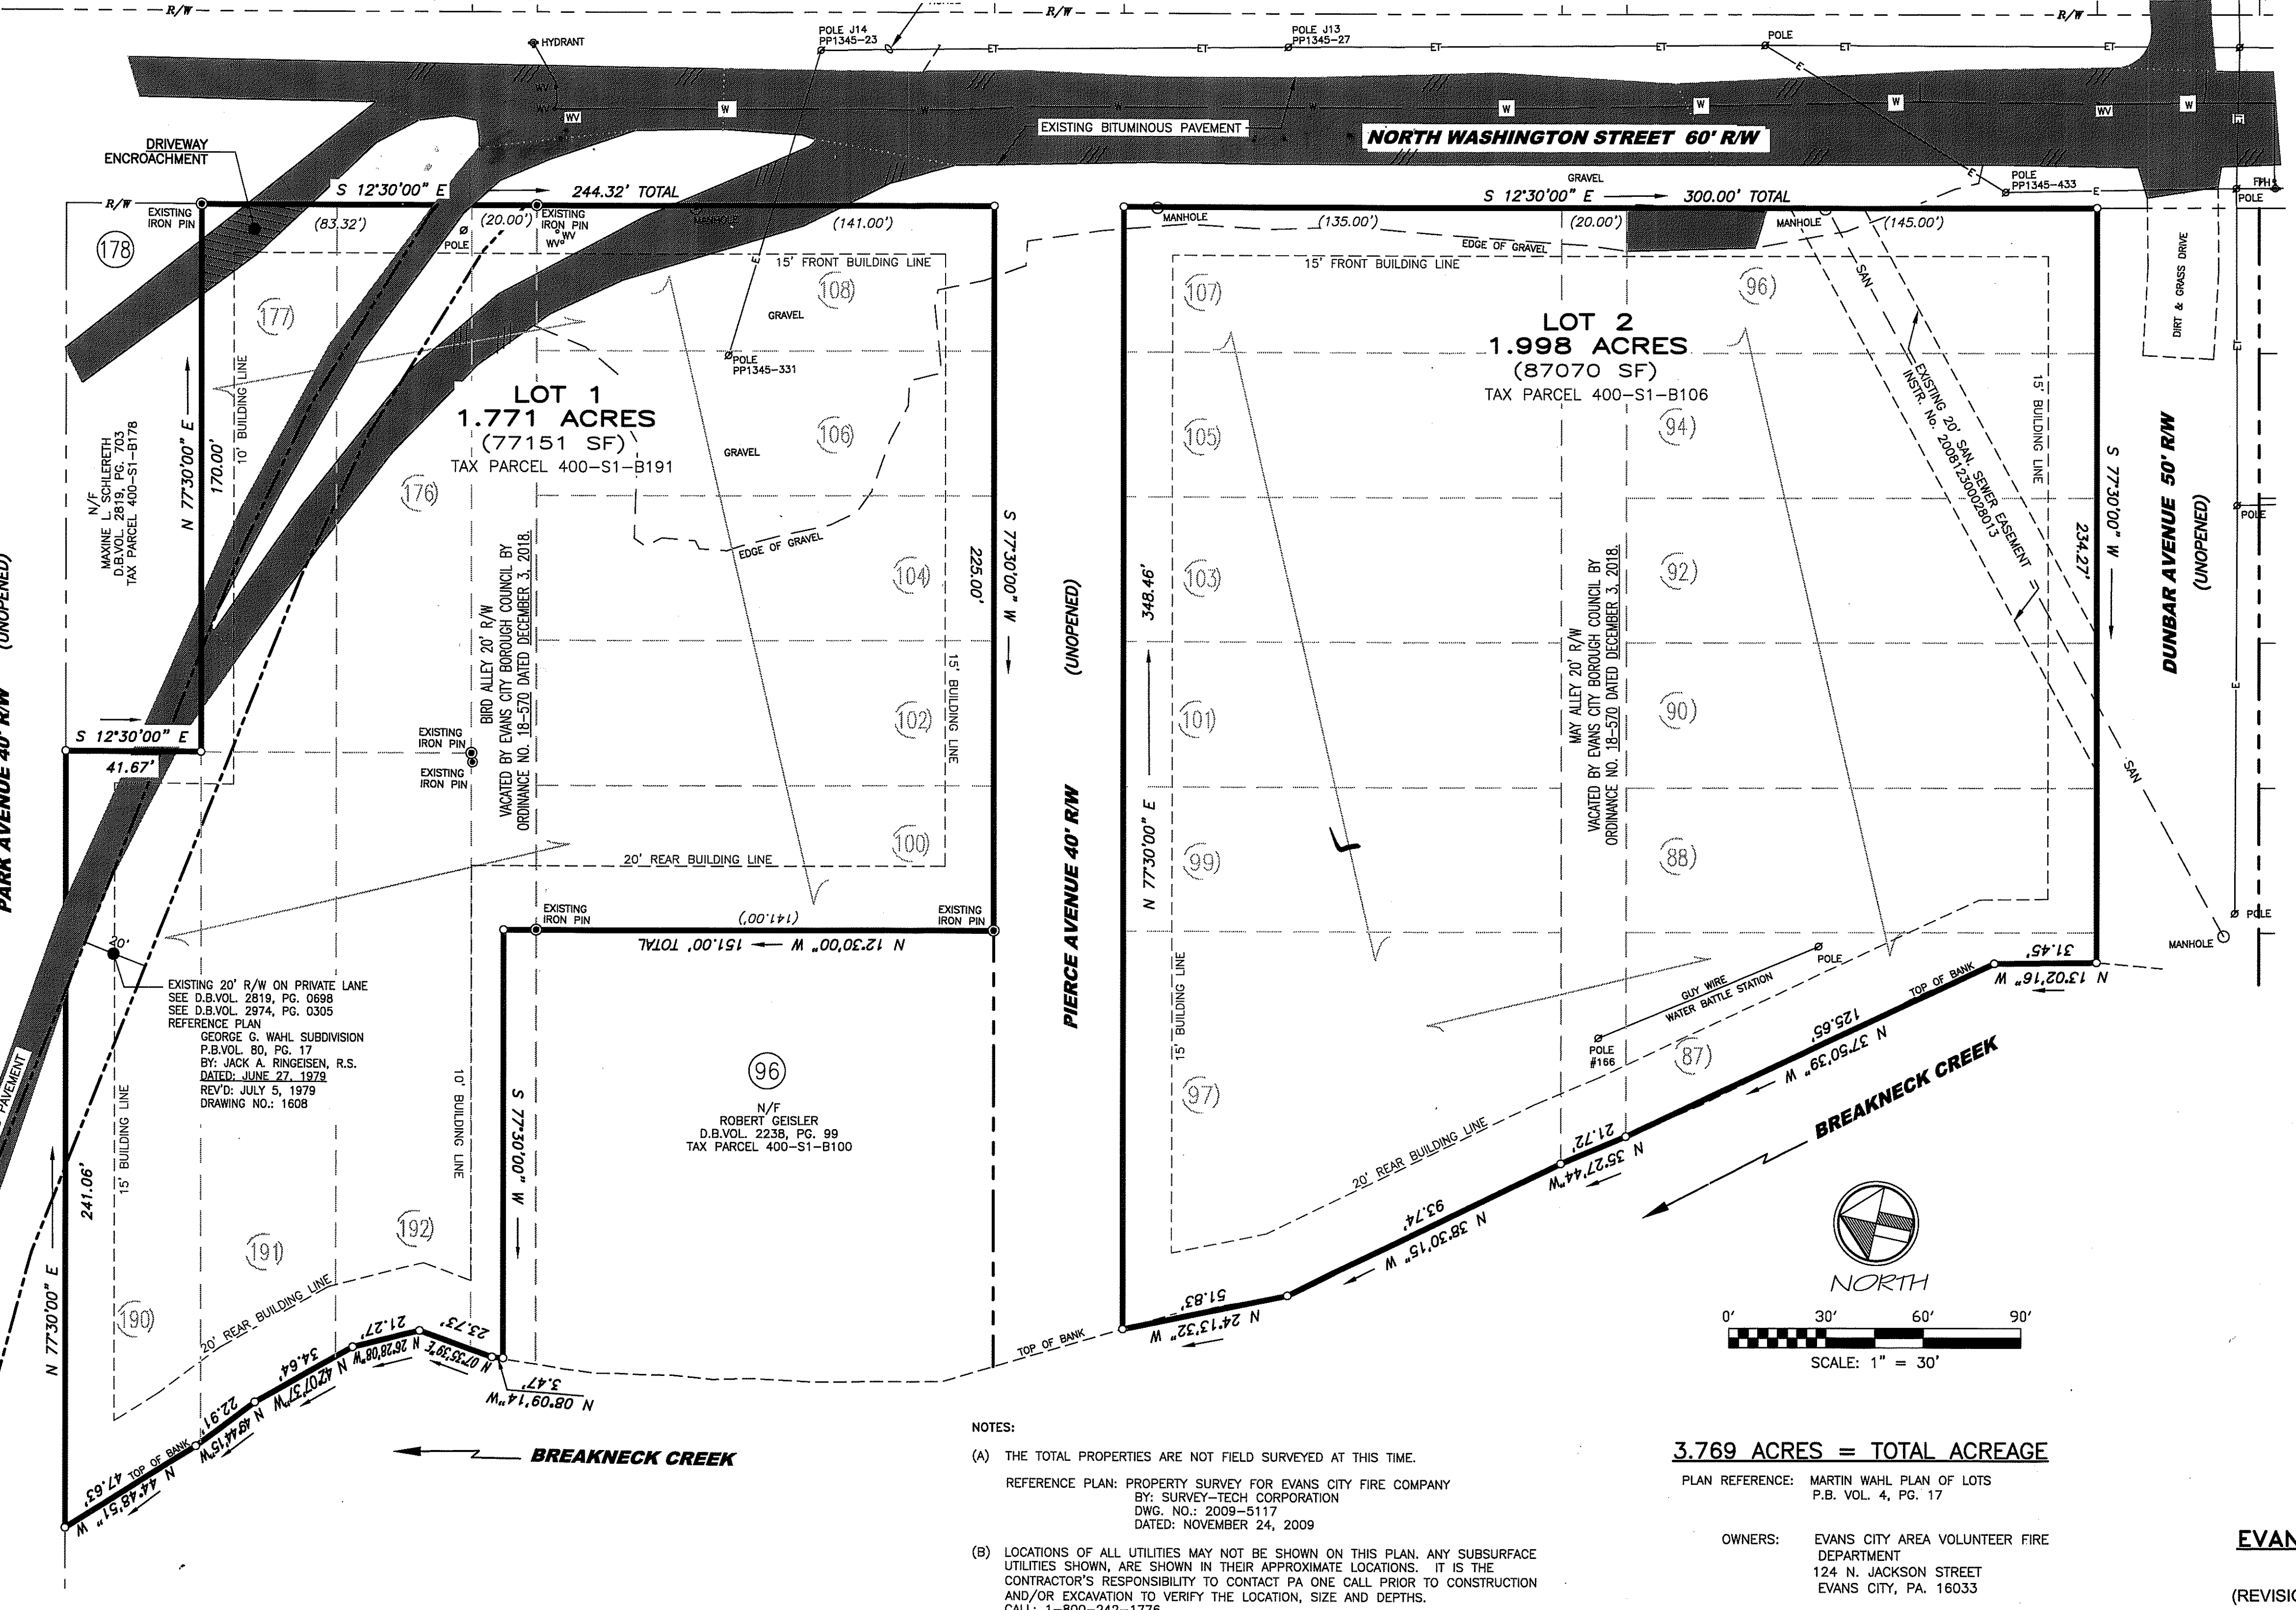 R/W
R/W
R/W
HYDRANT
POLE J14
PP1345-23
POLE J13
PP1345-27
POLE
ET
ET
ET
ET
ET
E
WV
WV
WV
W
W
W
W
W
W
W
W
WV
W
EXISTING BITUMINOUS PAVEMENT
NORTH WASHINGTON STREET 60' R/W
DRIVEWAY
ENCROACHMENT
R/W
EXISTING
IRON PIN
S 12°30'00" E
244.32' TOTAL
(83.32')
(20.00')
EXISTING
IRON PIN
WV
WV
POLE
MANHOLE
(141.00')
GRAVEL
S 12°30'00" E
300.00' TOTAL
MANHOLE
(135.00')
(20.00')
MANHOLE
(145.00')
EDGE OF GRAVEL
E
POLE
PP1345-433
E
POLE
178
177
15' FRONT BUILDING LINE
108
GRAVEL
E
POLE
PP1345-331
15' FRONT BUILDING LINE
107
96
SAN
DIRT & GRASS DRIVE
ET
LOT 1
1.771 ACRES
(77151 SF)
TAX PARCEL 400-S1-B191
LOT 2
1.998 ACRES
(87070 SF)
TAX PARCEL 400-S1-B106
10' BUILDING LINE
N 77°30'00" E
170.00'
N/F
MAXINE L. SCHLERETH
D.B.VOL. 2819, PG. 703
TAX PARCEL 400-S1-B178
176
106
GRAVEL
EDGE OF GRAVEL
105
94
EXISTING 20' SAN. SEWER EASEMENT
INSTR. No. 200812300028013
15' BUILDING LINE
S 77°30'00" W
234.27'
DUNBAR AVENUE 50' R/W
(UNOPENED)
POLE
E
PARK AVENUE 40' R/W
(UNOPENED)
BIRD ALLEY 20' R/W
VACATED BY EVANS CITY BOROUGH COUNCIL BY
ORDINANCE NO. 18-570 DATED DECEMBER 3, 2018.
104
225.00'
S 77°30'00" W
PIERCE AVENUE 40' R/W
(UNOPENED)
348.46'
N 77°30'00" E
103
92
MAY ALLEY 20' R/W
VACATED BY EVANS CITY BOROUGH COUNCIL BY
ORDINANCE NO. 18-570 DATED DECEMBER 3, 2018.
S 12°30'00" E
41.67'
EXISTING
IRON PIN
EXISTING
IRON PIN
102
15' BUILDING LINE
101
90
SAN
100
20' REAR BUILDING LINE
99
88
EXISTING
IRON PIN
(141.00')
EXISTING
IRON PIN
N 12°30'00" W
151.00' TOTAL
20'
EXISTING 20' R/W ON PRIVATE LANE
SEE D.B.VOL. 2819, PG. 0698
SEE D.B.VOL. 2974, PG. 0305
REFERENCE PLAN
GEORGE G. WAHL SUBDIVISION
P.B.VOL. 80, PG. 17
BY: JACK A. RINGEISEN, R.S.
DATED: JUNE 27, 1979
REV'D: JULY 5, 1979
DRAWING NO.: 1608
PAVEMENT
POLE
MANHOLE
31.45'
N 13°02'16" W
TOP OF BANK
POLE
GUY WIRE
WATER BATTLE STATION
POLE
#166
125.65'
N 37°50'39" W
15' BUILDING LINE
87
97
BREAKNECK CREEK
96
N/F
ROBERT GEISLER
D.B.VOL. 2238, PG. 99
TAX PARCEL 400-S1-B100
S 77°30'00" W
10' BUILDING LINE
15' BUILDING LINE
241.06'
N 77°30'00" E
20' REAR BUILDING LINE
21.72'
N 35°27'44" W
93.74'
N 38°30'15" W
51.83'
N 24°13'32" W
TOP OF BANK
190
191
192
20' REAR BUILDING LINE
23.73'
N 07°35'39" E
21.27'
N 26°28'08" W
34.64'
N 42°07'57" W
3.47'
N 08°09'14" W
22.91'
N 49°44'15" W
TOP OF BANK
47.63'
N 44°48'51" W
BREAKNECK CREEK
NORTH
0' 30' 60' 90'
SCALE: 1" = 30'
NOTES:
(A) THE TOTAL PROPERTIES ARE NOT FIELD SURVEYED AT THIS TIME.
REFERENCE PLAN: PROPERTY SURVEY FOR EVANS CITY FIRE COMPANY
BY: SURVEY-TECH CORPORATION
DWG. NO.: 2009-5117
DATED: NOVEMBER 24, 2009
(B) LOCATIONS OF ALL UTILITIES MAY NOT BE SHOWN ON THIS PLAN. ANY SUBSURFACE
UTILITIES SHOWN, ARE SHOWN IN THEIR APPROXIMATE LOCATIONS. IT IS THE
CONTRACTOR'S RESPONSIBILITY TO CONTACT PA ONE CALL PRIOR TO CONSTRUCTION
AND/OR EXCAVATION TO VERIFY THE LOCATION, SIZE AND DEPTHS.
CALL: 1-800-242-1776
3.769 ACRES = TOTAL ACREAGE
PLAN REFERENCE: MARTIN WAHL PLAN OF LOTS
P.B. VOL. 4, PG. 17
OWNERS: EVANS CITY AREA VOLUNTEER FIRE
DEPARTMENT
124 N. JACKSON STREET
EVANS CITY, PA. 16033
EVAN
(REVISI